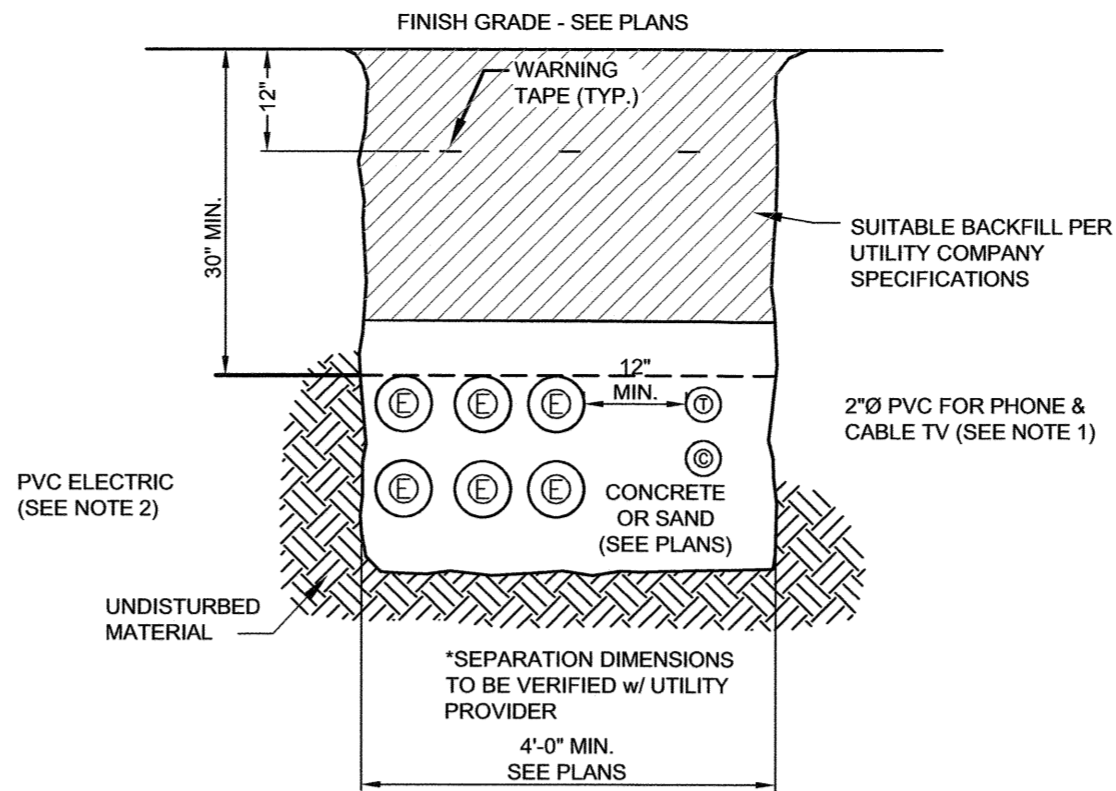 FINISH GRADE - SEE PLANS
12"
WARNING
TAPE (TYP.)
30" MIN.
SUITABLE BACKFILL PER
UTILITY COMPANY
SPECIFICATIONS
12"
MIN.
E E E T
2"Ø PVC FOR PHONE &
CABLE TV (SEE NOTE 1)
C
E E E
PVC ELECTRIC
(SEE NOTE 2)
CONCRETE
OR SAND
(SEE PLANS)
UNDISTURBED
MATERIAL
*SEPARATION DIMENSIONS
TO BE VERIFIED w/ UTILITY
PROVIDER
4'-0" MIN.
SEE PLANS